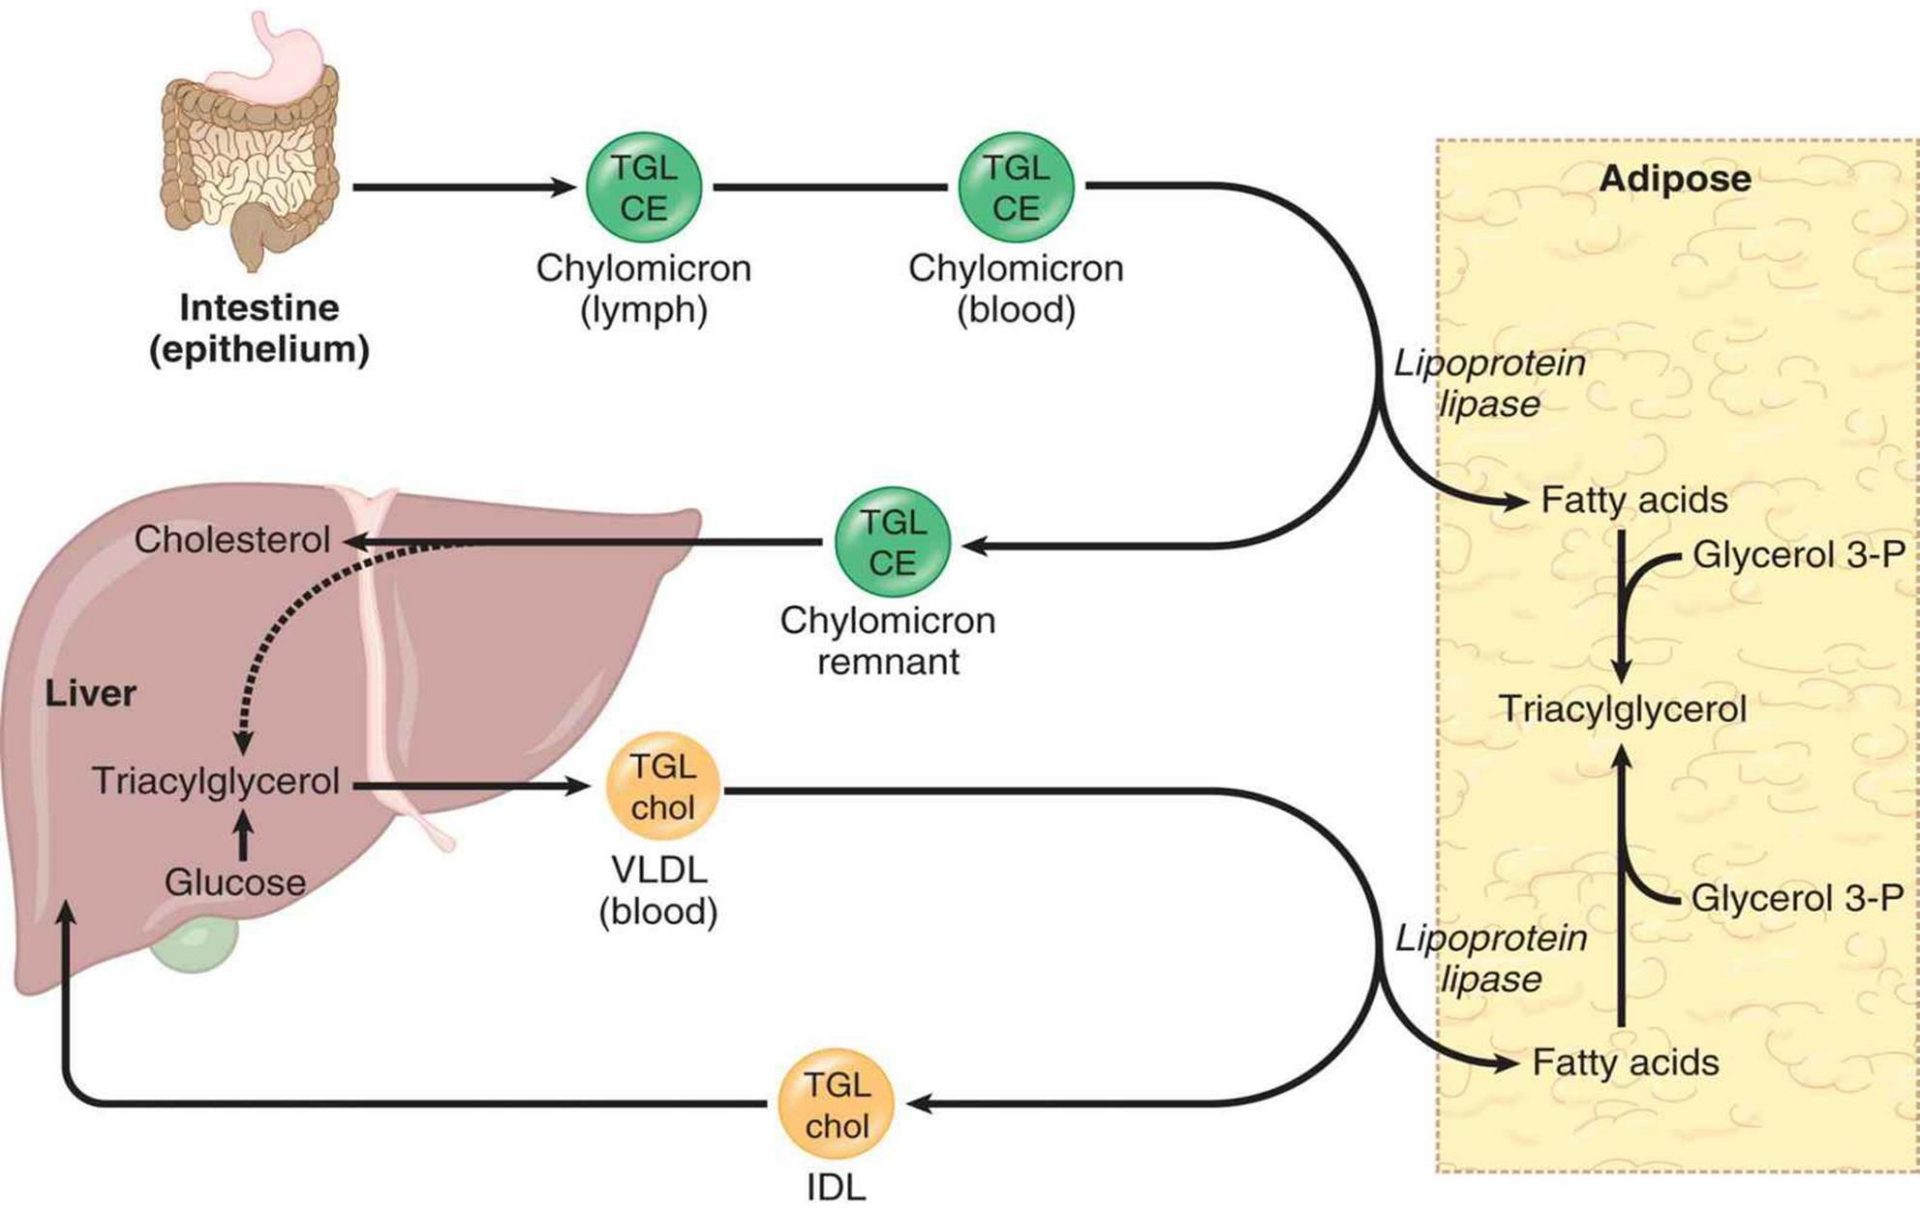 TGL
CE
TGL
CE
Adipose
Chylomicron
(lymph)
Chylomicron
(blood)
Intestine
(epithelium)
Lipoprotein
lipase
Fatty acids
Glycerol 3-P
Cholesterol
TGL
CE
Chylomicron
remnant
Liver
Triacylglycerol
Triacylglycerol
TGL
chol
Glucose
VLDL
(blood)
Glycerol 3-P
Lipoprotein
lipase
Fatty acids
TGL
chol
IDL